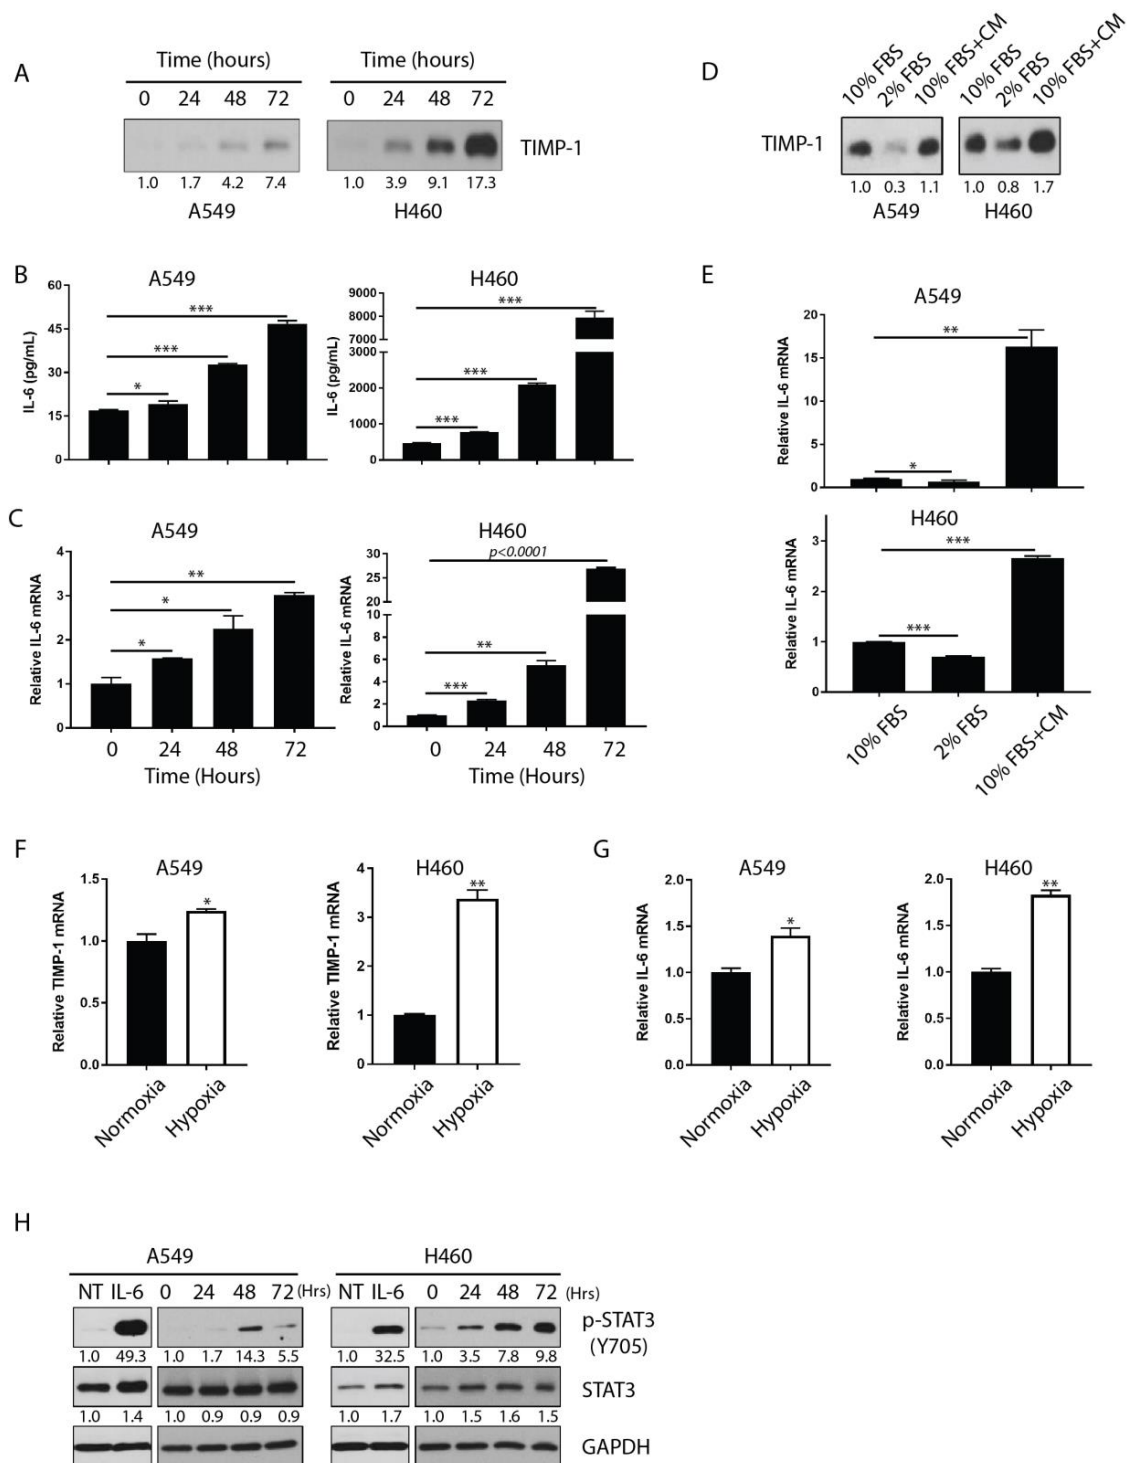 A
Time (hours)
0 24 48 72
1.0 1.7 4.2 7.4
A549
Time (hours)
0 24 48 72
TIMP-1
1.0 3.9 9.1 17.3
H460
D
10% FBS
2% FBS
10% FBS+CM
10% FBS
2% FBS
10% FBS+CM
TIMP-1
1.0 0.3 1.1
1.0 0.8 1.7
A549
H460
B
A549
IL-6 (pg/mL)
60
45
30
15
0
***
***
*
H460
IL-6 (pg/mL)
9000
8000
7000
3000
2000
1000
0
***
***
***
C
A549
Relative IL-6 mRNA
4
3
2
1
0
**
*
*
0 24 48 72
Time (Hours)
H460
Relative IL-6 mRNA
30
25
20
10
8
6
4
2
0
p<0.0001
**
***
0 24 48 72
Time (Hours)
E
A549
Relative IL-6 mRNA
20
15
10
5
0
**
*
H460
Relative IL-6 mRNA
3
2
1
0
***
***
10% FBS
2% FBS
10% FBS+CM
F
A549
Relative TIMP-1 mRNA
1.5
1.0
0.5
0.0
*
Normoxia
Hypoxia
H460
Relative TIMP-1 mRNA
4
3
2
1
0
**
Normoxia
Hypoxia
G
A549
Relative IL-6 mRNA
2.0
1.5
1.0
0.5
0.0
*
Normoxia
Hypoxia
H460
Relative IL-6 mRNA
2.0
1.5
1.0
0.5
0.0
**
Normoxia
Hypoxia
H
A549
H460
NT IL-6 0 24 48 72 (Hrs)
NT IL-6 0 24 48 72 (Hrs)
p-STAT3
(Y705)
1.0 49.3 1.0 1.7 14.3 5.5
1.0 32.5 1.0 3.5 7.8 9.8
STAT3
1.0 1.4 1.0 0.9 0.9 0.9
1.0 1.7 1.0 1.5 1.6 1.5
GAPDH